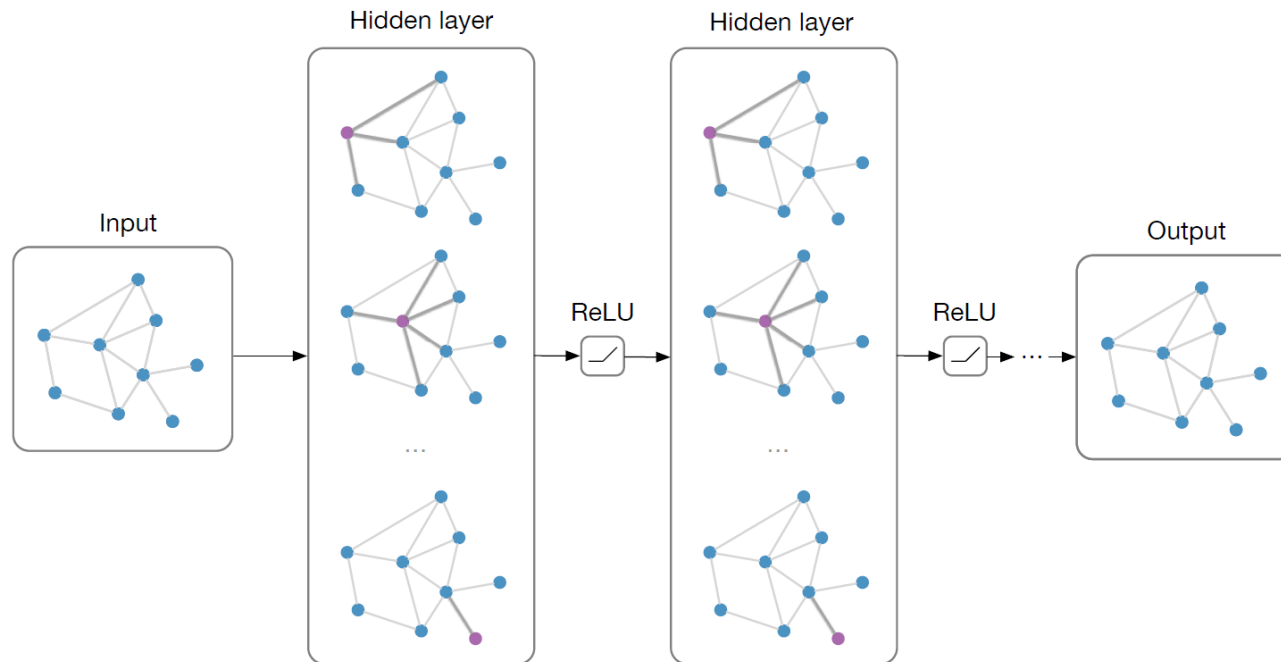 Hidden layer
Hidden layer
Input
Output
ReLU
ReLU
...
...
...